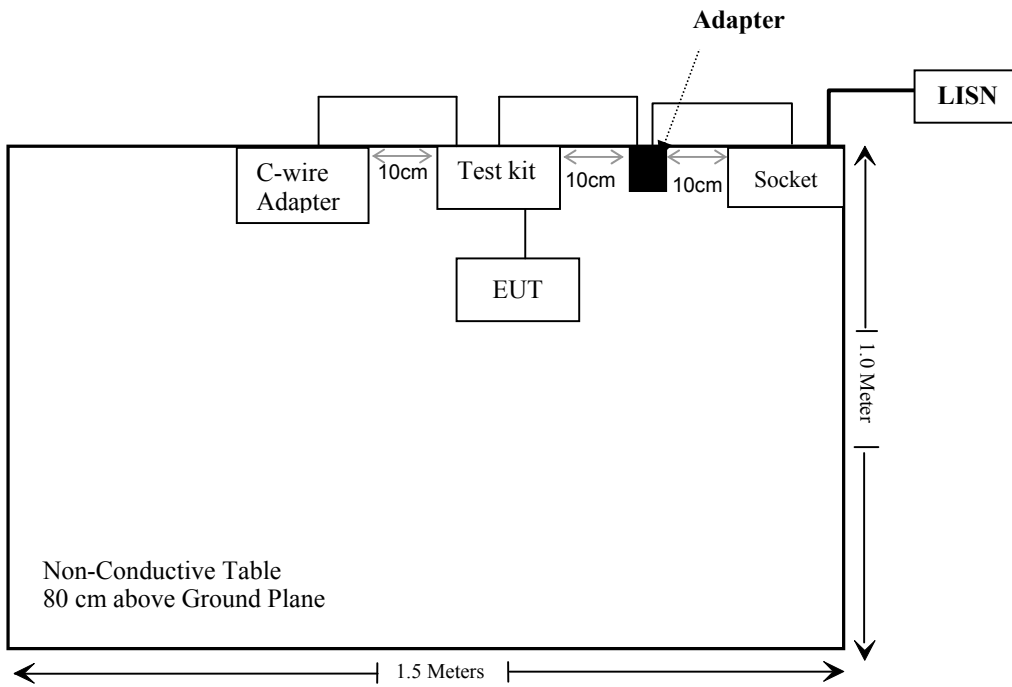 Adapter
LISN
C-wire
Adapter
10cm
Test kit
10cm
10cm
Socket
EUT
1.0 Meter
Non-Conductive Table
80 cm above Ground Plane
1.5 Meters